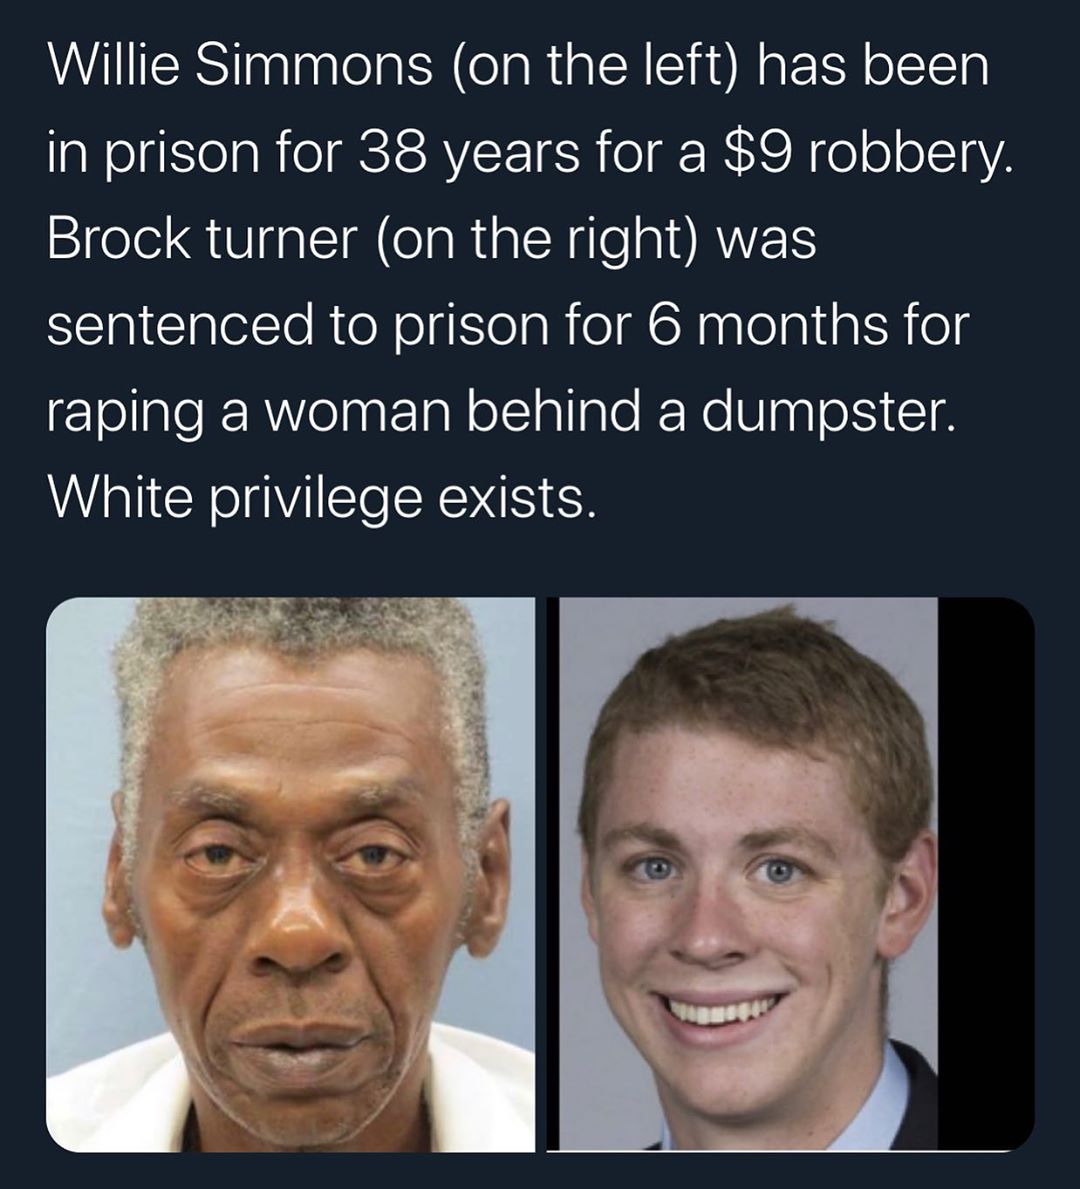 Willie Simmons (on the left) has been
in prison for 38 years for a $9 robbery.
Brock turner (on the right) was
sentenced to prison for 6 months for
raping a woman behind a dumpster.
White privilege exists.